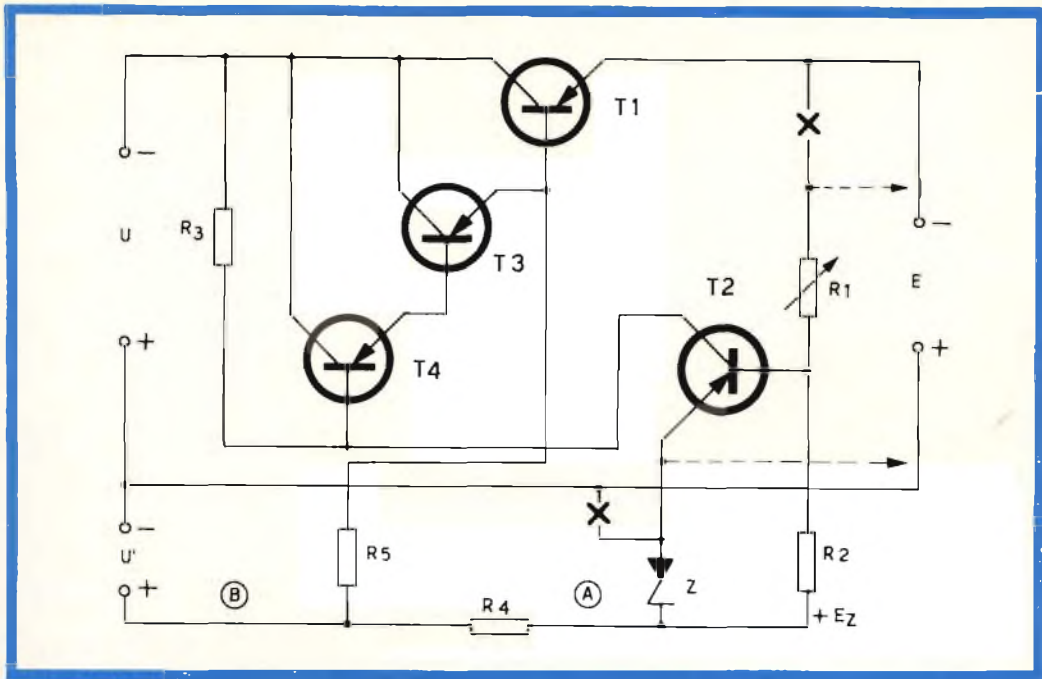 T1
−
−
R3
U
T3
T2
R1
E
+
T4
+
−
U'
R5
Z
R2
+
B
R4
A
+ EZ